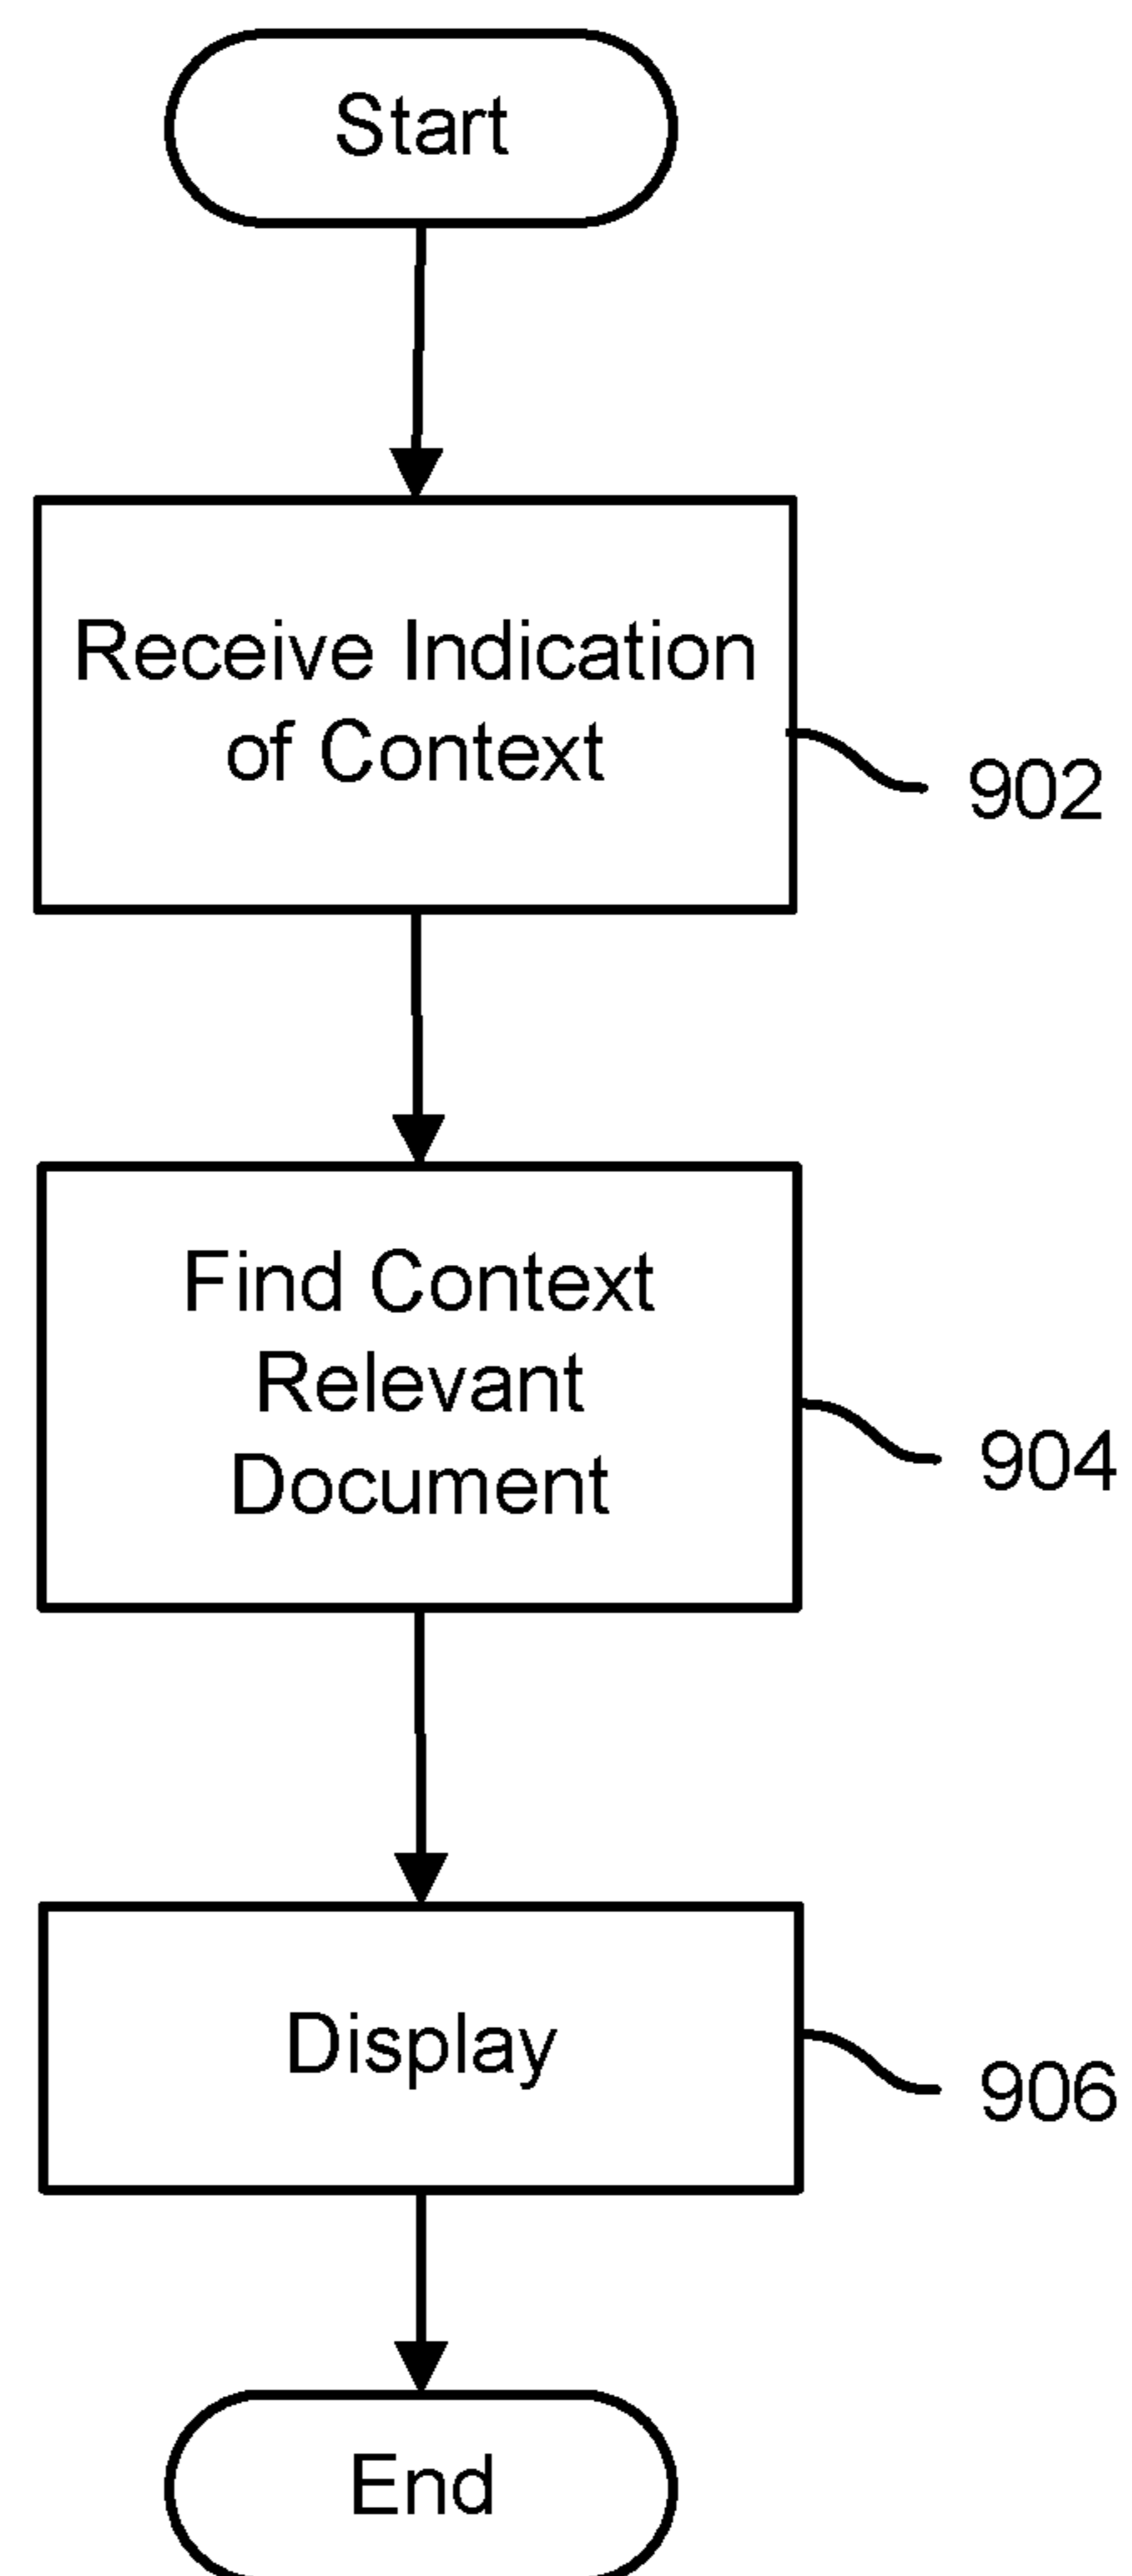 Start
Receive Indication
of Context
902
Find Context
Relevant
Document
904
Display
906
End